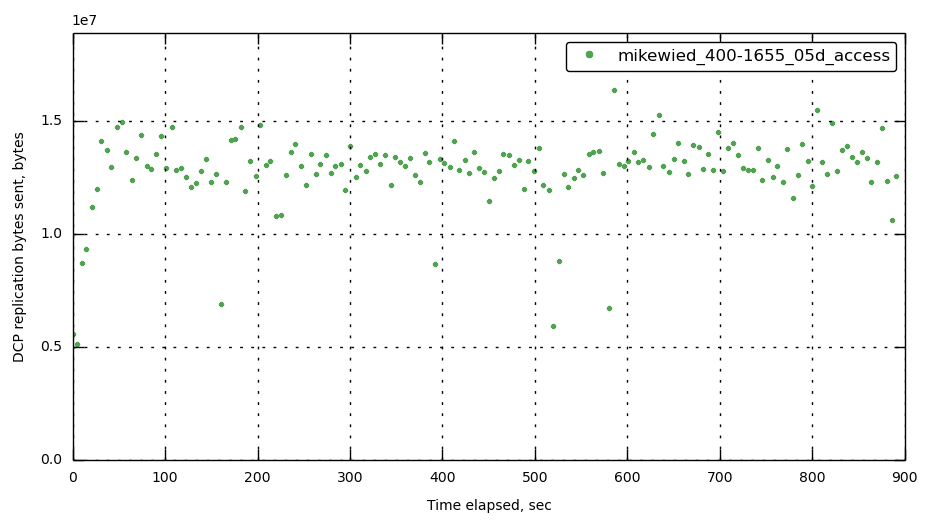 1e7
mikewied_400-1655_05d_access
1.5
1.0
0.5
0.0
DCP replication bytes sent, bytes
0 100 200 300 400 500 600 700 800 900
Time elapsed, sec